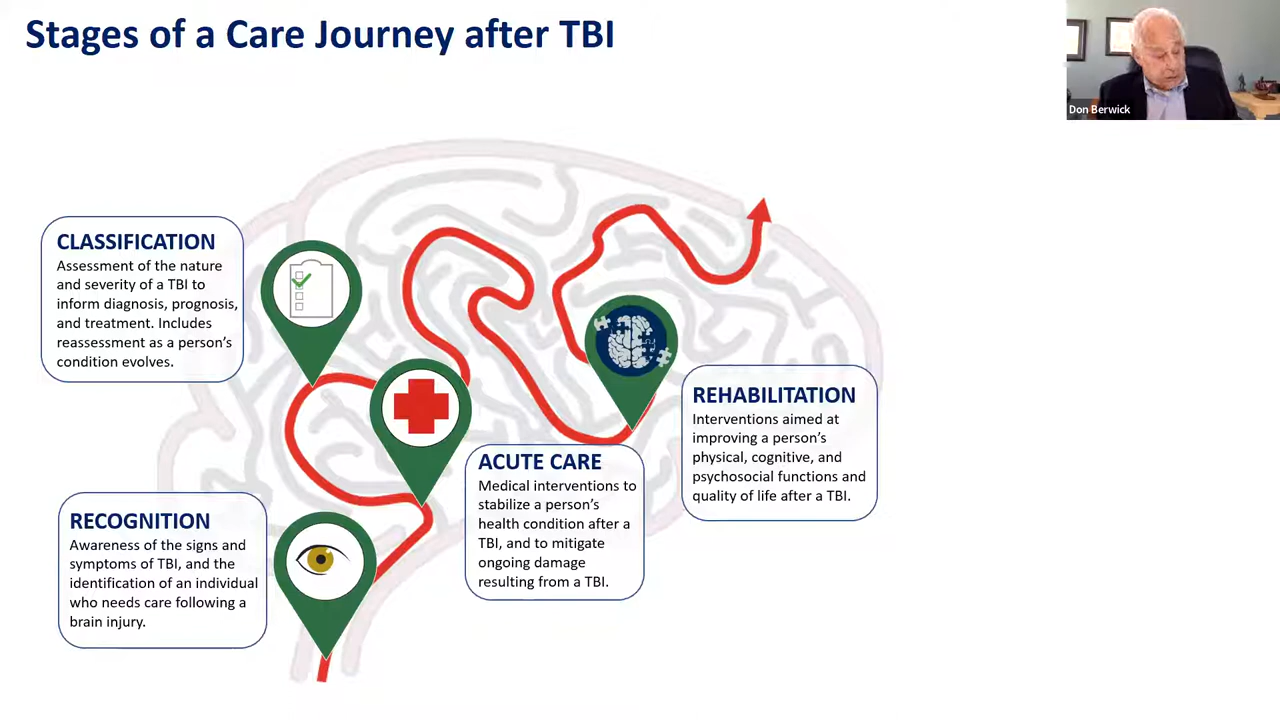 Stages of a Care Journey after TBI
Don Berwick
CLASSIFICATION
Assessment of the nature
and severity of a TBI to
inform diagnosis, prognosis,
and treatment. Includes
reassessment as a person's
condition evolves.
REHABILITATION
Interventions aimed at
improving a person's
physical, cognitive, and
psychosocial functions and
quality of life after a TBI.
ACUTE CARE
Medical interventions to
stabilize a person's
health condition after a
TBI, and to mitigate
ongoing damage
resulting from a TBI.
RECOGNITION
Awareness of the signs and
symptoms of TBI, and the
identification of an individual
who needs care following a
brain injury.